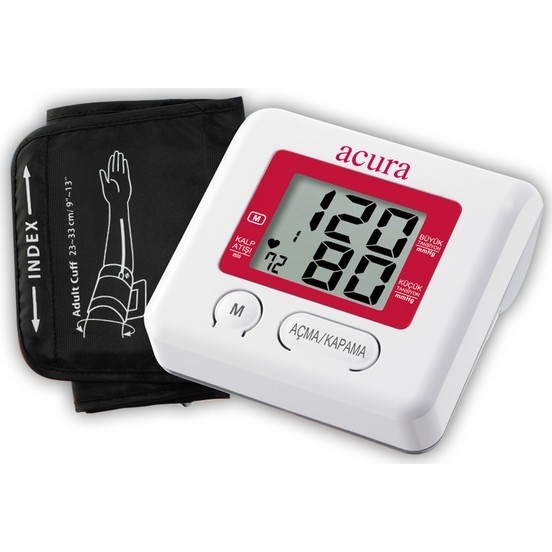 acura
M
120
BÜYÜK
TANSİYON
mmHg
KALP
ATIŞI
1
72
80
KÜÇÜK
TANSİYON
mmHg
M
AÇMA/KAPAMA
INDEX
Adult Cuff 23~33 cm/ 9"~13"